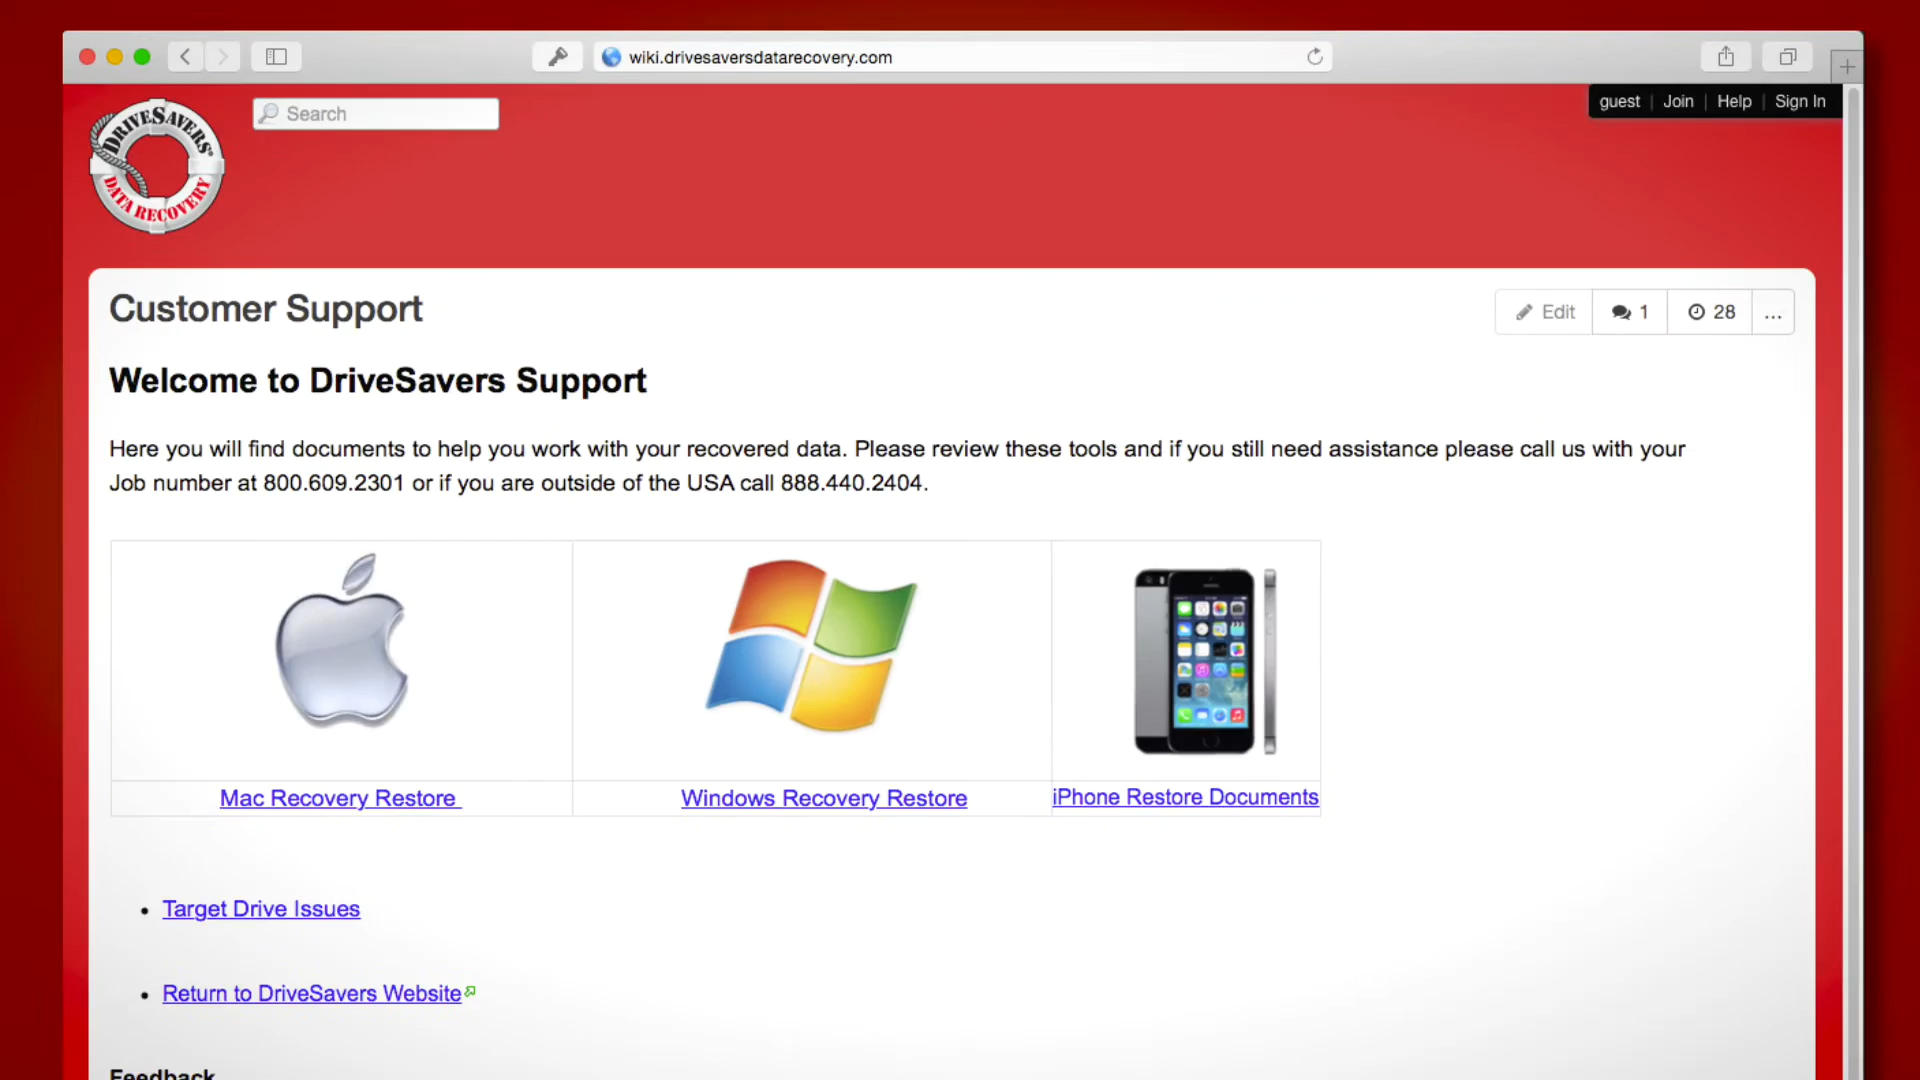 wiki.drivesaversdatarecovery.com
DRIVESAVERS
DATA RECOVERY
Search
guest | Join | Help | Sign In
Customer Support
Edit 1 28 ...
Welcome to DriveSavers Support
Here you will find documents to help you work with your recovered data. Please review these tools and if you still need assistance please call us with your
Job number at 800.609.2301 or if you are outside of the USA call 888.440.2404.
Mac Recovery Restore
Windows Recovery Restore
iPhone Restore Documents
• Target Drive Issues
• Return to DriveSavers Website
Feedback